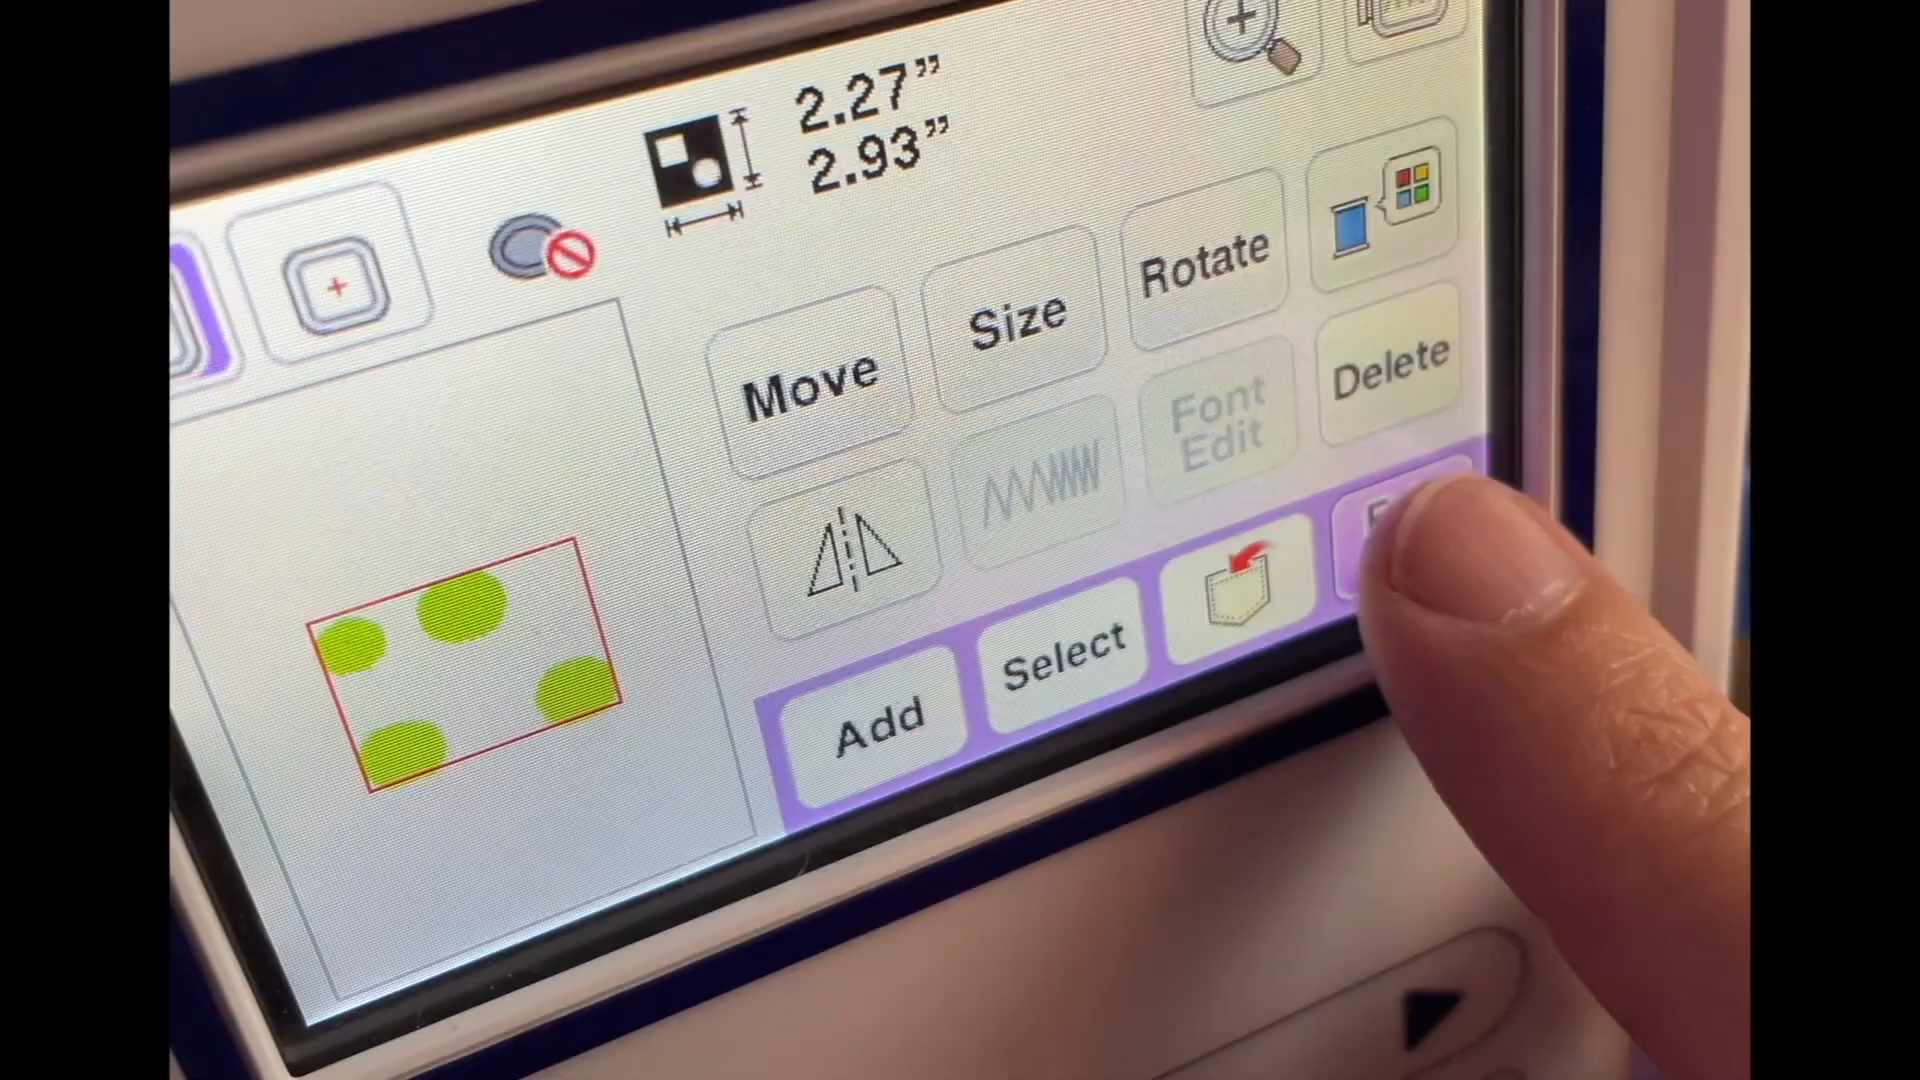 2.27"
2.93"
Move
Size
Rotate
Font
Edit
Delete
Add
Select